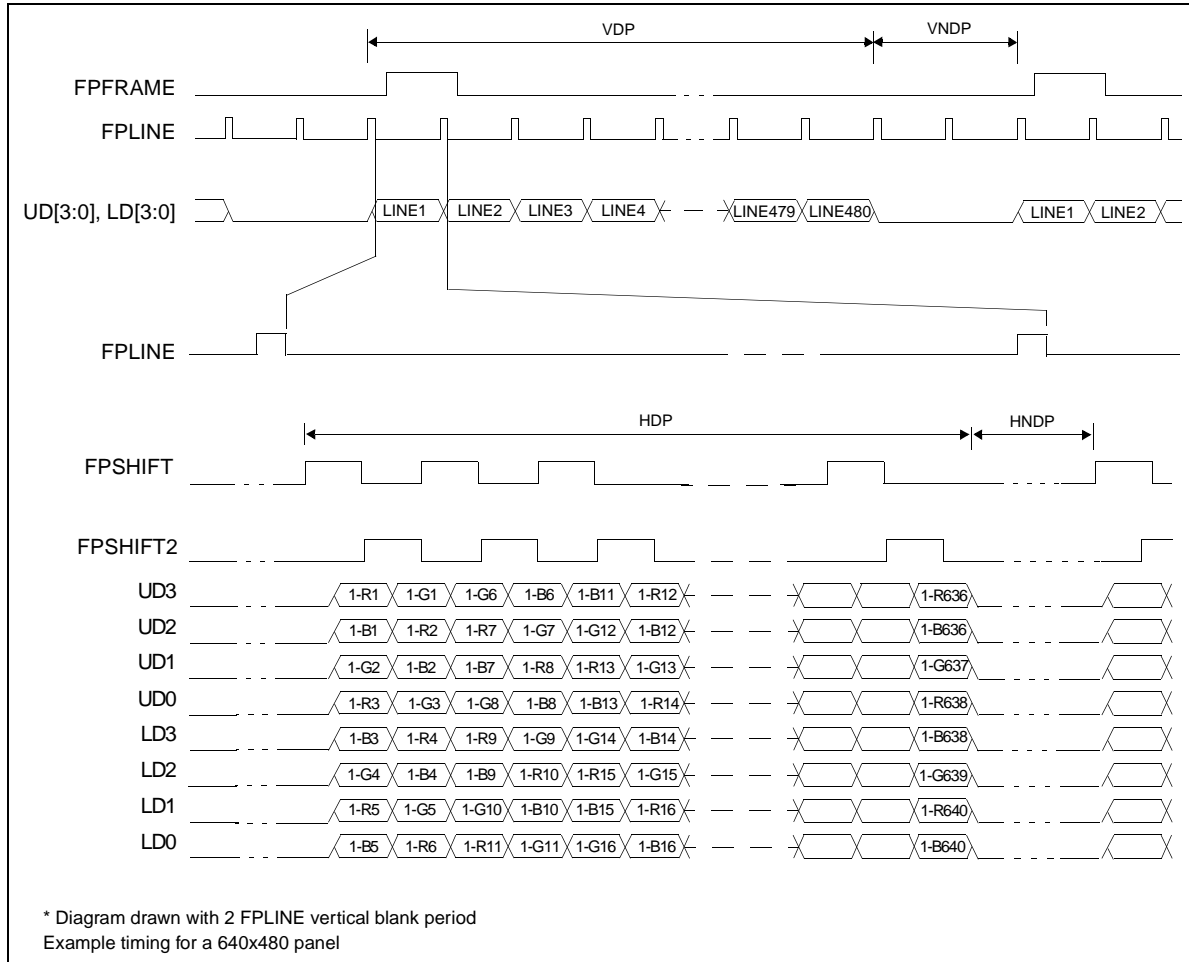 VDP VNDP
FPFRAME
FPLINE
UD[3:0], LD[3:0] LINE1 LINE2 LINE3 LINE4 LINE479 LINE480 LINE1 LINE2
FPLINE
HDP HNDP
FPSHIFT
FPSHIFT2
UD3 1-R1 1-G1 1-G6 1-B6 1-B11 1-R12 1-R636
UD2 1-B1 1-R2 1-R7 1-G7 1-G12 1-B12 1-B636
UD1 1-G2 1-B2 1-B7 1-R8 1-R13 1-G13 1-G637
UD0 1-R3 1-G3 1-G8 1-B8 1-B13 1-R14 1-R638
LD3 1-B3 1-R4 1-R9 1-G9 1-G14 1-B14 1-B638
LD2 1-G4 1-B4 1-B9 1-R10 1-R15 1-G15 1-G639
LD1 1-R5 1-G5 1-G10 1-B10 1-B15 1-R16 1-R640
LD0 1-B5 1-R6 1-R11 1-G11 1-G16 1-B16 1-B640
* Diagram drawn with 2 FPLINE vertical blank period
Example timing for a 640x480 panel